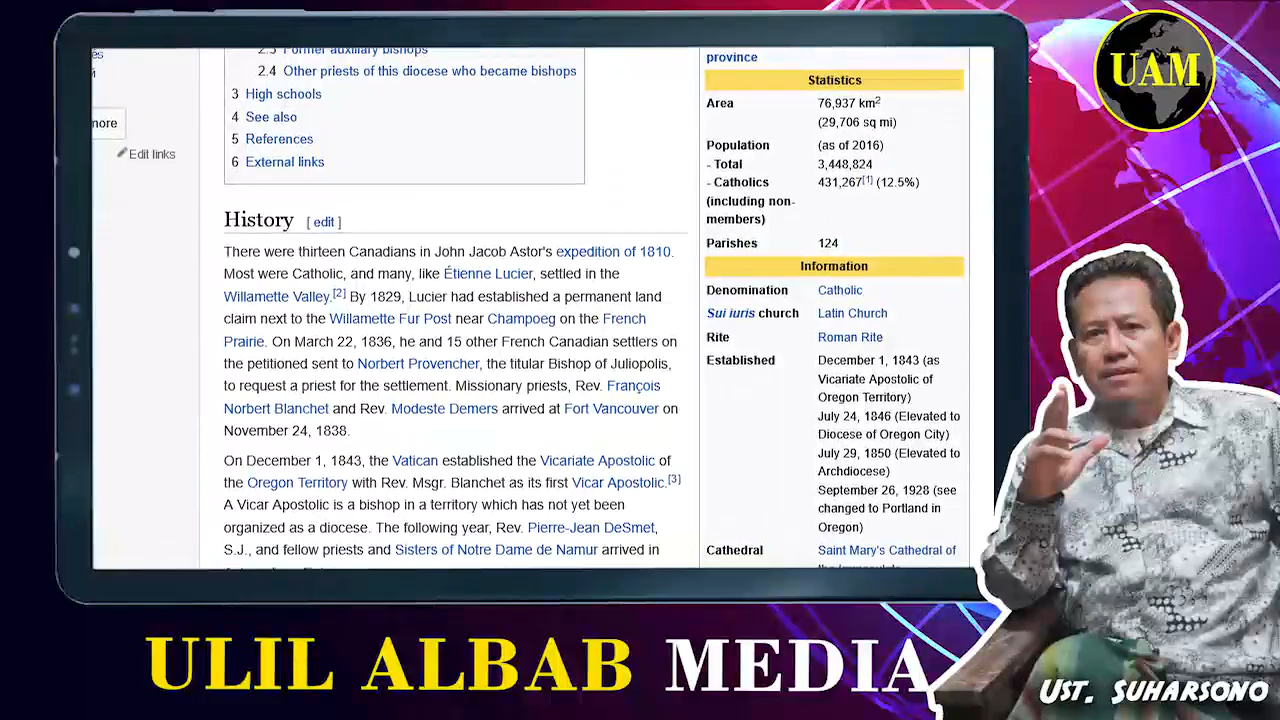 2.3 Former auxiliary bishops
2.4 Other priests of this diocese who became bishops
3 High schools
4 See also
5 References
6 External links
Edit links
History [ edit ]
There were thirteen Canadians in John Jacob Astor's expedition of 1810.
Most were Catholic, and many, like Étienne Lucier, settled in the
Willamette Valley.[2] By 1829, Lucier had established a permanent land
claim next to the Willamette Fur Post near Champoeg on the French
Prairie. On March 22, 1836, he and 15 other French Canadian settlers on
the petitioned sent to Norbert Provencher, the titular Bishop of Juliopolis,
to request a priest for the settlement. Missionary priests, Rev. François
Norbert Blanchet and Rev. Modeste Demers arrived at Fort Vancouver on
November 24, 1838.
On December 1, 1843, the Vatican established the Vicariate Apostolic of
the Oregon Territory with Rev. Msgr. Blanchet as its first Vicar Apostolic.[3]
A Vicar Apostolic is a bishop in a territory which has not yet been
organized as a diocese. The following year, Rev. Pierre-Jean DeSmet,
S.J., and fellow priests and Sisters of Notre Dame de Namur arrived in
province
Statistics
Area 76,937 km2
(29,706 sq mi)
Population (as of 2016)
- Total 3,448,824
- Catholics 431,267[1] (12.5%)
(including non-
members)
Parishes 124
Information
Denomination Catholic
Sui iuris church Latin Church
Rite Roman Rite
Established December 1, 1843 (as
Vicariate Apostolic of
Oregon Territory)
July 24, 1846 (Elevated to
Diocese of Oregon City)
July 29, 1850 (Elevated to
Archdiocese)
September 26, 1928 (see
changed to Portland in
Oregon)
Cathedral Saint Mary's Cathedral of
UAM
ULIL ALBAB MEDIA
UST. SUHARSONO